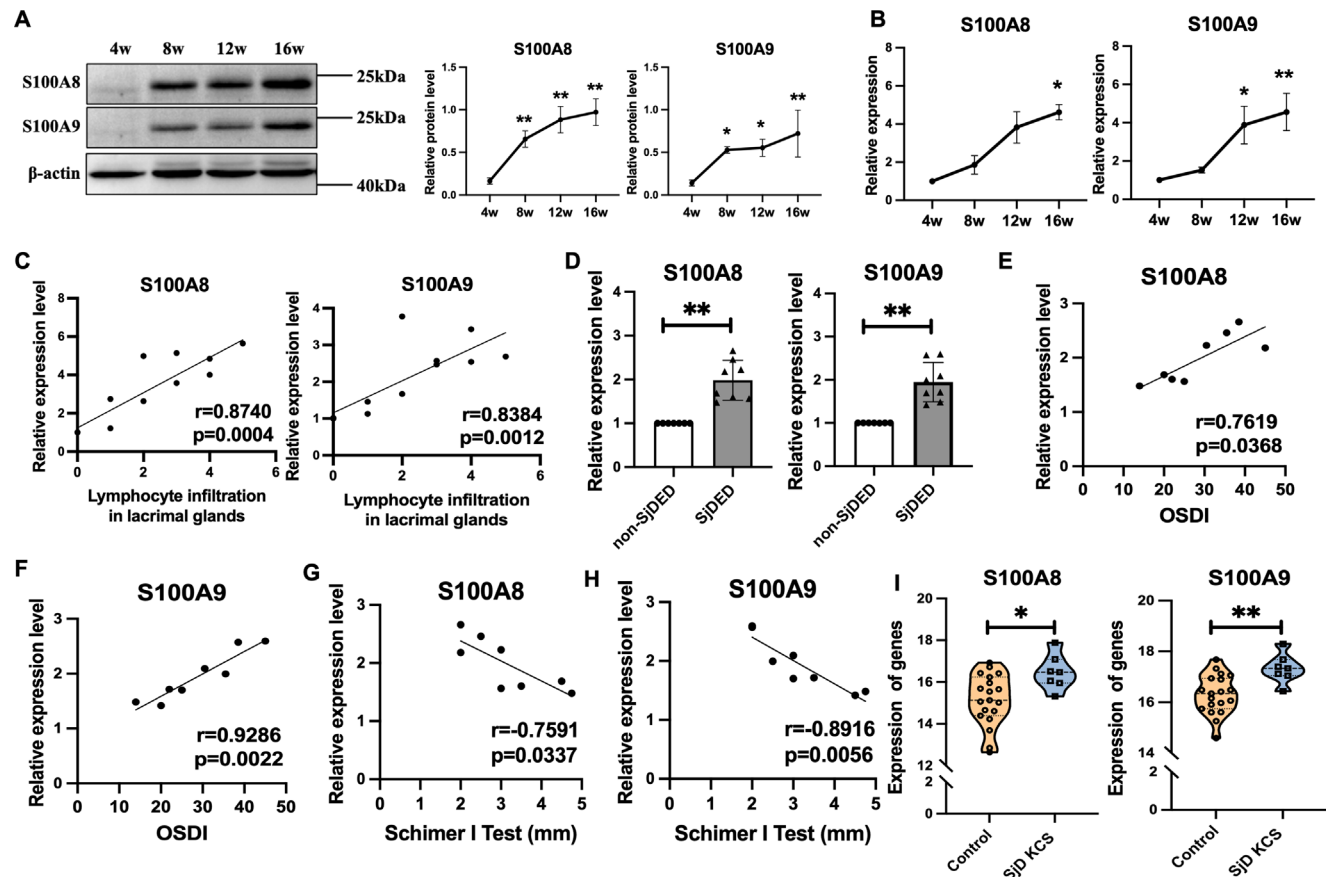 A
4w 8w 12w 16w
S100A8
S100A9
β-actin
25kDa
25kDa
40kDa
S100A8
Relative protein level
1.5
1.0
0.5
0.0
** ** **
4w 8w 12w 16w
S100A9
Relative protein level
1.5
1.0
0.5
0.0
* * **
4w 8w 12w 16w
B
S100A8
Relative expression
8
6
4
2
0
*
4w 8w 12w 16w
S100A9
Relative expression
8
6
4
2
0
* **
4w 8w 12w 16w
C
S100A8
Relative expression level
8
6
4
2
0
0 2 4 6
r=0.8740
p=0.0004
Lymphocyte infiltration
in lacrimal glands
S100A9
Relative expression level
4
3
2
1
0
0 2 4 6
r=0.8384
p=0.0012
Lymphocyte infiltration
in lacrimal glands
D
S100A8
Relative expression level
4
3
2
1
0
**
non-SjDED
SjDED
S100A9
Relative expression level
4
3
2
1
0
**
non-SjDED
SjDED
E
S100A8
Relative expression level
3
2
1
0
0 10 20 30 40 50
r=0.7619
p=0.0368
OSDI
F
S100A9
Relative expression level
3
2
1
0
0 10 20 30 40 50
r=0.9286
p=0.0022
OSDI
G
S100A8
Relative expression level
3
2
1
0
0 1 2 3 4 5
r=-0.7591
p=0.0337
Schimer I Test (mm)
H
S100A9
Relative expression level
3
2
1
0
0 1 2 3 4 5
r=-0.8916
p=0.0056
Schimer I Test (mm)
I
S100A8
Expression of genes
20
18
16
14
12
2
0
*
Control
SjD KCS
S100A9
Expression of genes
20
18
16
14
2
0
**
Control
SjD KCS